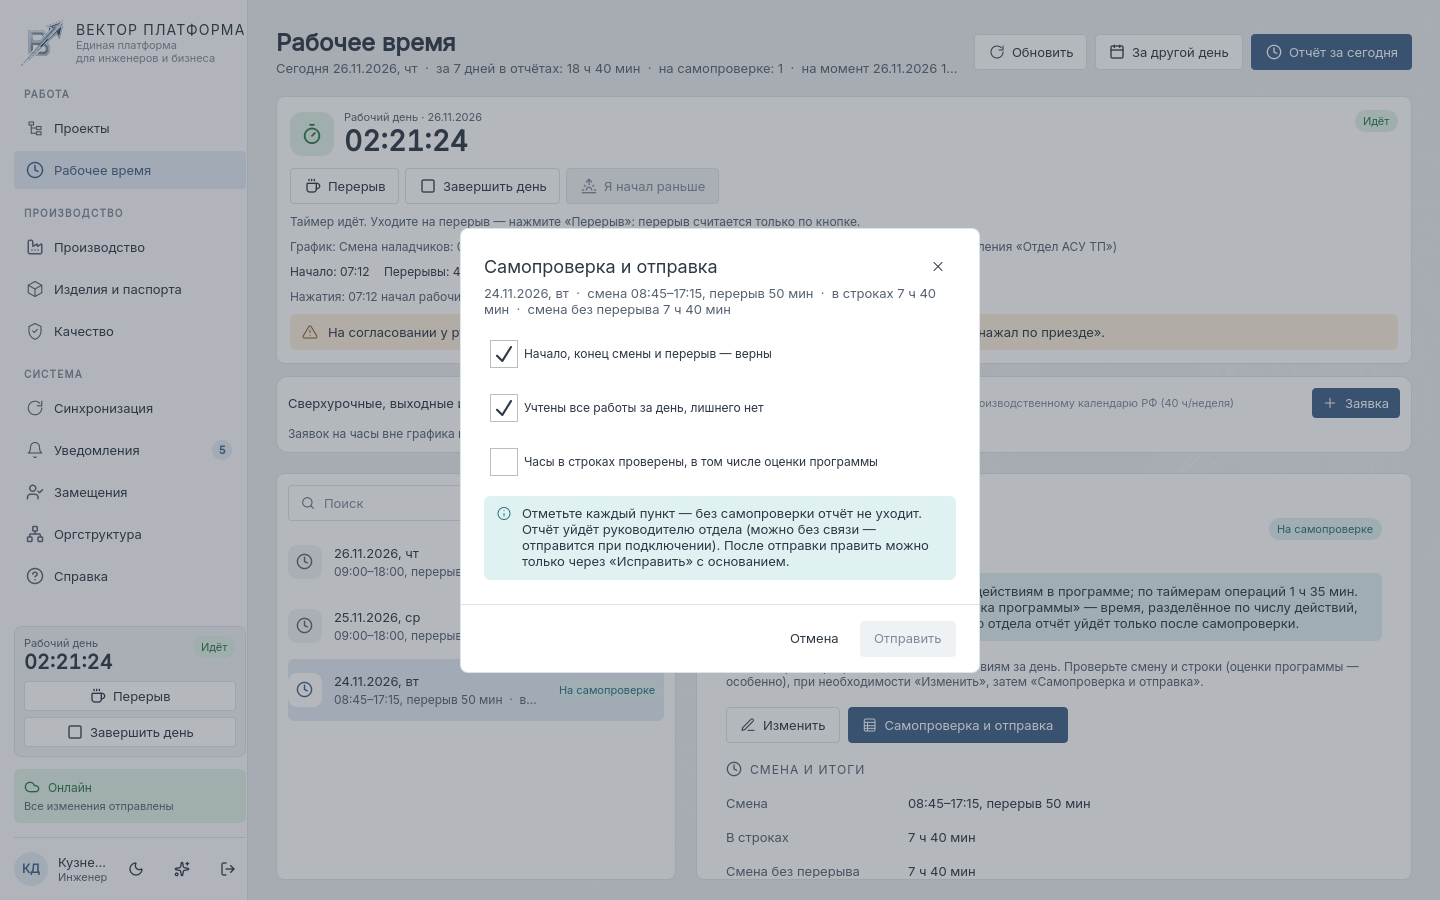 ВЕКТОР ПЛАТФОРМА
Единая платформа
для инженеров и бизнеса
РАБОТА
Проекты
Рабочее время
ПРОИЗВОДСТВО
Производство
Изделия и паспорта
Качество
СИСТЕМА
Синхронизация
Уведомления
5
Замещения
Оргструктура
Справка
Рабочий день
Идёт
02:21:24
Перерыв
Завершить день
Онлайн
Все изменения отправлены
КД
Кузне...
Инженер
Рабочее время
Сегодня 26.11.2026, чт · за 7 дней в отчётах: 18 ч 40 мин · на самопроверке: 1 · на момент 26.11.2026 1...
Обновить
За другой день
Отчёт за сегодня
Рабочий день · 26.11.2026
02:21:24
Идёт
Перерыв
Завершить день
Я начал раньше
Таймер идёт. Уходите на перерыв — нажмите «Перерыв»: перерыв считается только по кнопке.
График: Смена наладчиков: ления «Отдел АСУ ТП»)
Начало: 07:12 Перерывы: 4
Нажатия: 07:12 начал рабочи
На согласовании у нажал по приезде».
Сверхурочные, выходные оизводственному календарю РФ (40 ч/неделя)
Заявка
Заявок на часы вне графика
Поиск
26.11.2026, чт
09:00–18:00, перерыв
25.11.2026, ср
09:00–18:00, перерыв
24.11.2026, вт
08:45–17:15, перерыв 50 мин · в...
На самопроверке
На самопроверке
действиям в программе; по таймерам операций 1 ч 35 мин.
ка программы» — время, разделённое по числу действий,
отдела отчёт уйдёт только после самопроверки.
виям за день. Проверьте смену и строки (оценки программы —
особенно), при необходимости «Изменить», затем «Самопроверка и отправка».
Изменить
Самопроверка и отправка
СМЕНА И ИТОГИ
Смена 08:45–17:15, перерыв 50 мин
В строках 7 ч 40 мин
Смена без перерыва 7 ч 40 мин
Самопроверка и отправка
24.11.2026, вт · смена 08:45–17:15, перерыв 50 мин · в строках 7 ч 40
мин · смена без перерыва 7 ч 40 мин
Начало, конец смены и перерыв — верны
Учтены все работы за день, лишнего нет
Часы в строках проверены, в том числе оценки программы
Отметьте каждый пункт — без самопроверки отчёт не уходит.
Отчёт уйдёт руководителю отдела (можно без связи —
отправится при подключении). После отправки править можно
только через «Исправить» с основанием.
Отмена
Отправить